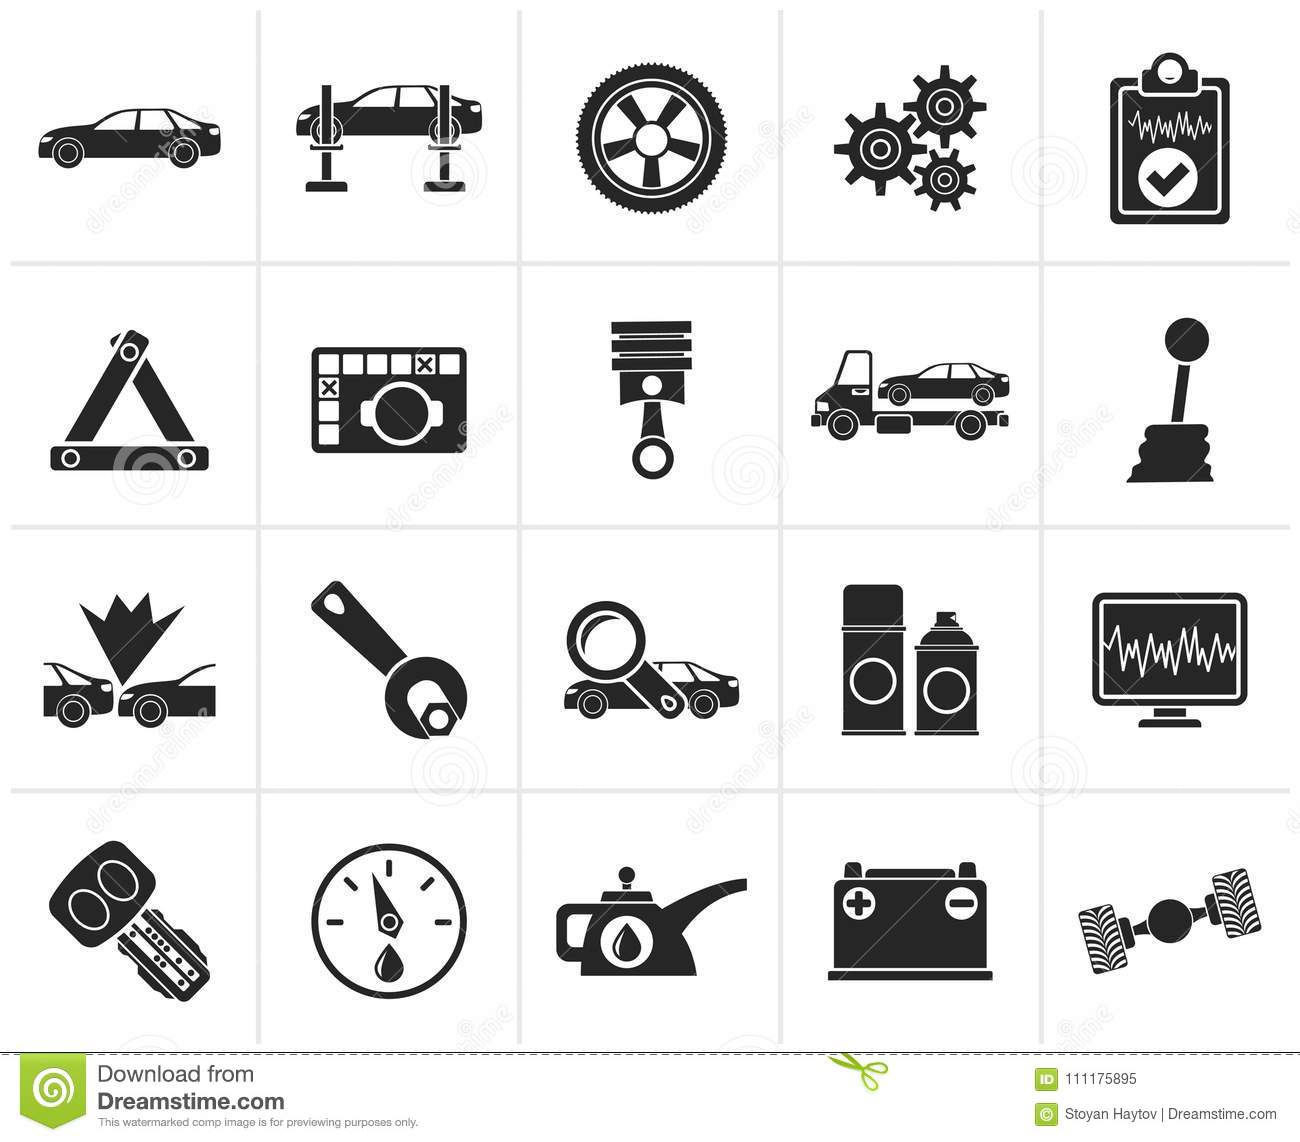 Download from
Dreamstime.com
This watermarked comp image is for previewing purposes only.
ID 111175895
© Stoyan Haytov | Dreamstime.com
dreamstime